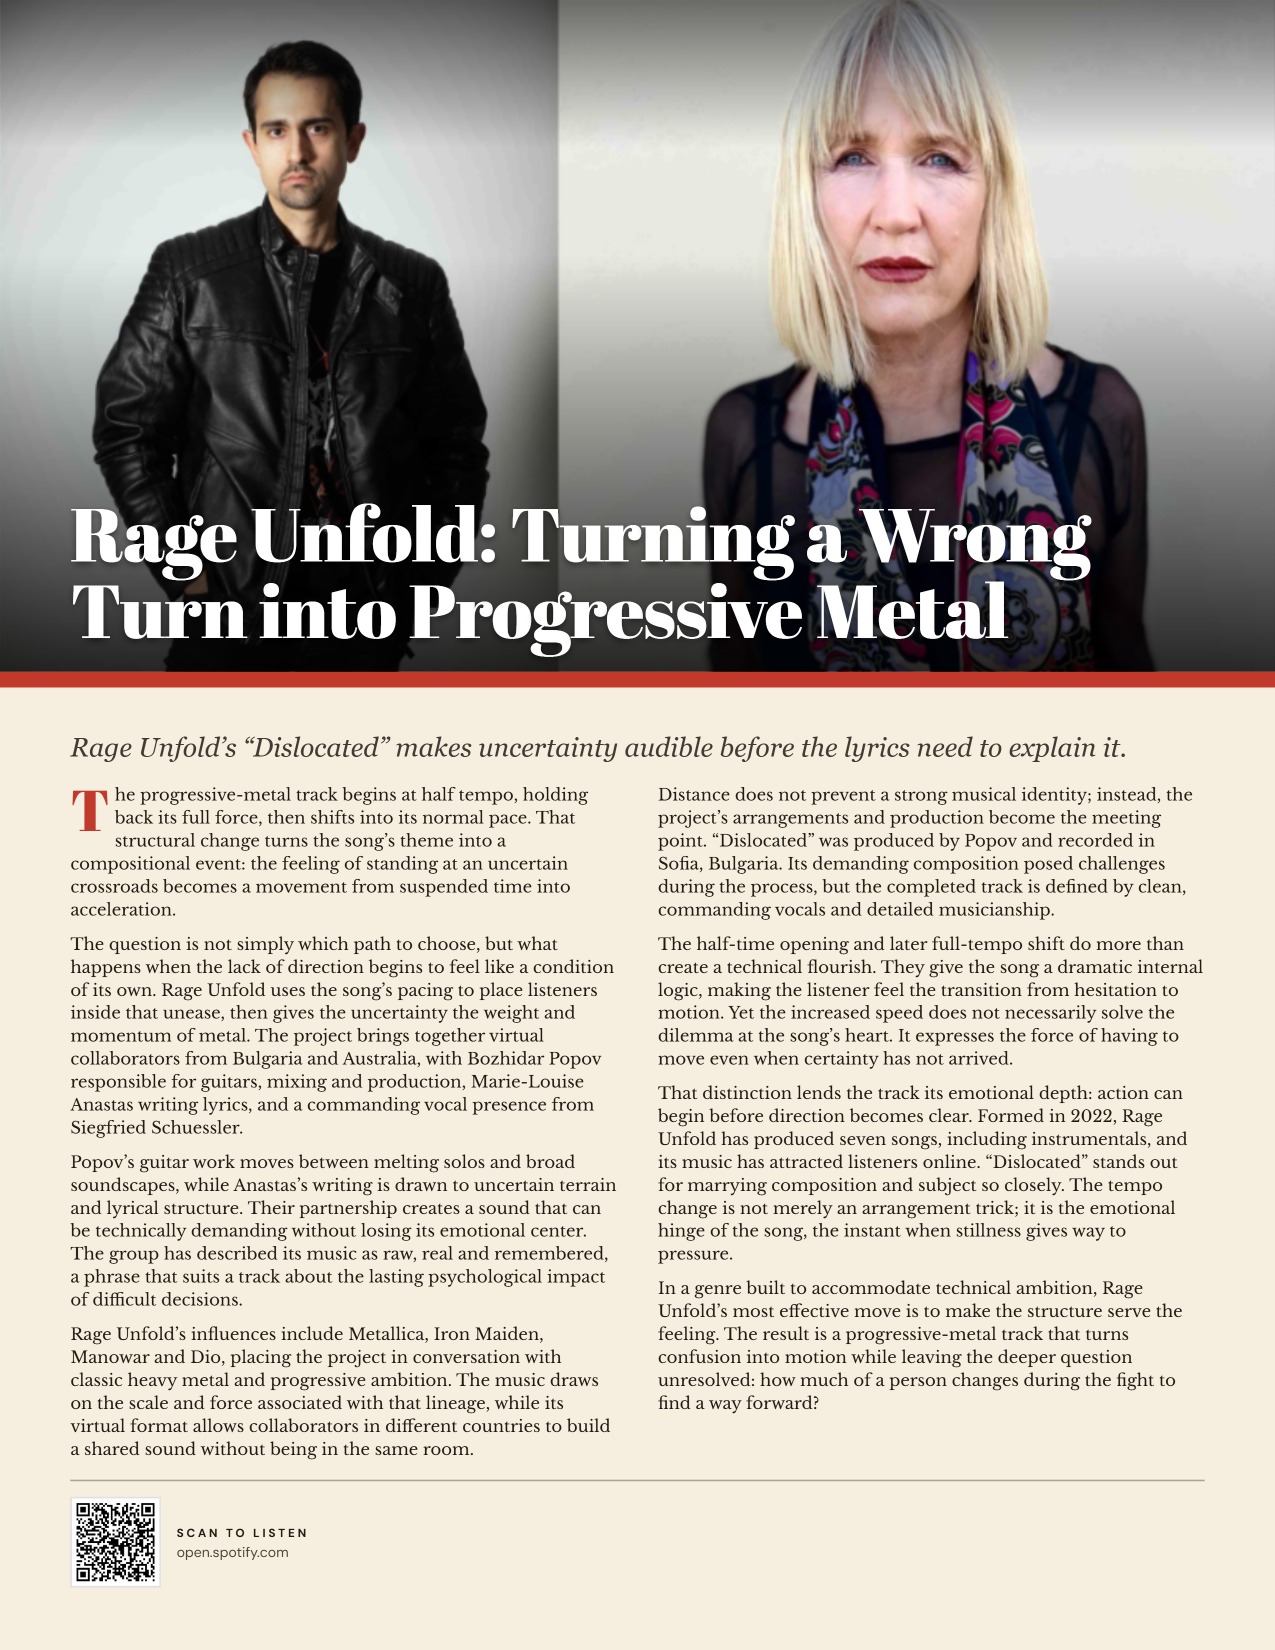 Rage Unfold: Turning a Wrong
Turn into Progressive Metal
Rage Unfold’s “Dislocated” makes uncertainty audible before the lyrics need to explain it.
The progressive-metal track begins at half tempo, holding
back its full force, then shifts into its normal pace. That
structural change turns the song’s theme into a
compositional event: the feeling of standing at an uncertain
crossroads becomes a movement from suspended time into
acceleration.
The question is not simply which path to choose, but what
happens when the lack of direction begins to feel like a condition
of its own. Rage Unfold uses the song’s pacing to place listeners
inside that unease, then gives the uncertainty the weight and
momentum of metal. The project brings together virtual
collaborators from Bulgaria and Australia, with Bozhidar Popov
responsible for guitars, mixing and production, Marie-Louise
Anastas writing lyrics, and a commanding vocal presence from
Siegfried Schuessler.
Popov’s guitar work moves between melting solos and broad
soundscapes, while Anastas’s writing is drawn to uncertain terrain
and lyrical structure. Their partnership creates a sound that can
be technically demanding without losing its emotional center.
The group has described its music as raw, real and remembered,
a phrase that suits a track about the lasting psychological impact
of difficult decisions.
Rage Unfold’s influences include Metallica, Iron Maiden,
Manowar and Dio, placing the project in conversation with
classic heavy metal and progressive ambition. The music draws
on the scale and force associated with that lineage, while its
virtual format allows collaborators in different countries to build
a shared sound without being in the same room.
Distance does not prevent a strong musical identity; instead, the
project’s arrangements and production become the meeting
point. “Dislocated” was produced by Popov and recorded in
Sofia, Bulgaria. Its demanding composition posed challenges
during the process, but the completed track is defined by clean,
commanding vocals and detailed musicianship.
The half-time opening and later full-tempo shift do more than
create a technical flourish. They give the song a dramatic internal
logic, making the listener feel the transition from hesitation to
motion. Yet the increased speed does not necessarily solve the
dilemma at the song’s heart. It expresses the force of having to
move even when certainty has not arrived.
That distinction lends the track its emotional depth: action can
begin before direction becomes clear. Formed in 2022, Rage
Unfold has produced seven songs, including instrumentals, and
its music has attracted listeners online. “Dislocated” stands out
for marrying composition and subject so closely. The tempo
change is not merely an arrangement trick; it is the emotional
hinge of the song, the instant when stillness gives way to
pressure.
In a genre built to accommodate technical ambition, Rage
Unfold’s most effective move is to make the structure serve the
feeling. The result is a progressive-metal track that turns
confusion into motion while leaving the deeper question
unresolved: how much of a person changes during the fight to
find a way forward?
SCAN TO LISTEN
open.spotify.com